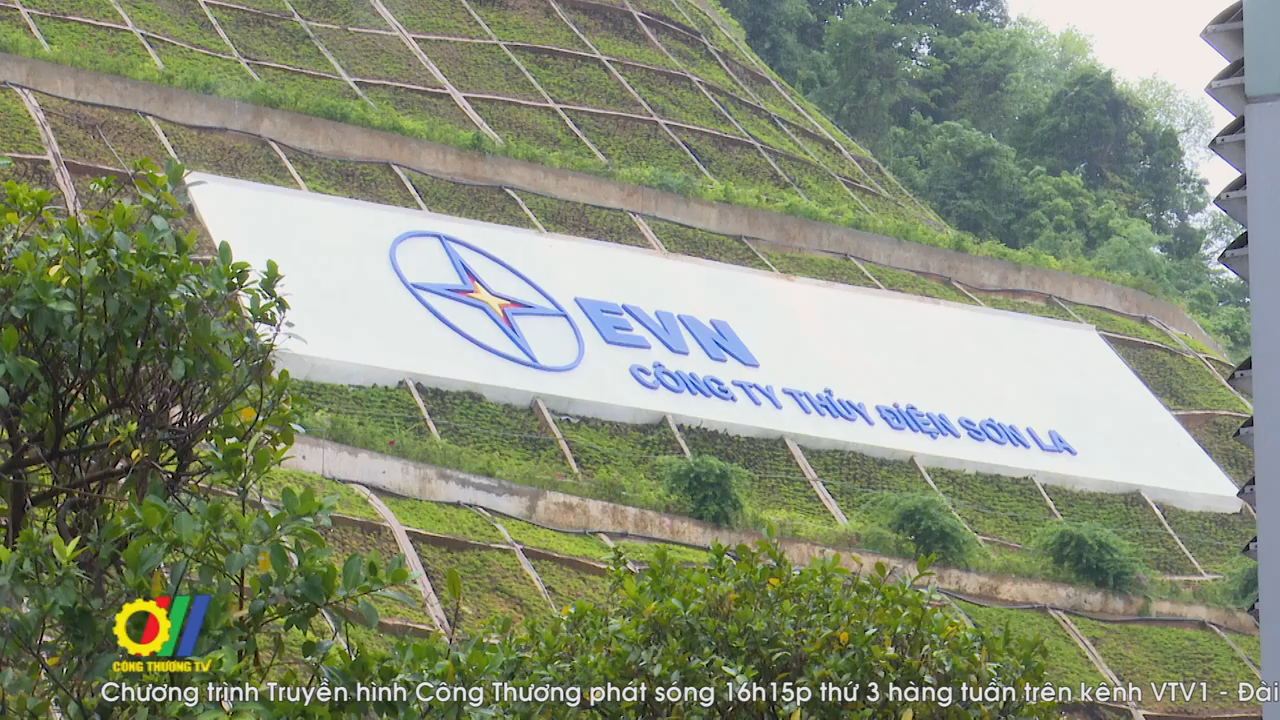 EVN
CÔNG TY THỦY ĐIỆN SƠN LA
CÔNG THƯƠNG TV
Chương trình Truyền hình Công Thương phát sóng 16h15p thứ 3 hàng tuần trên kênh VTV1 - Đài